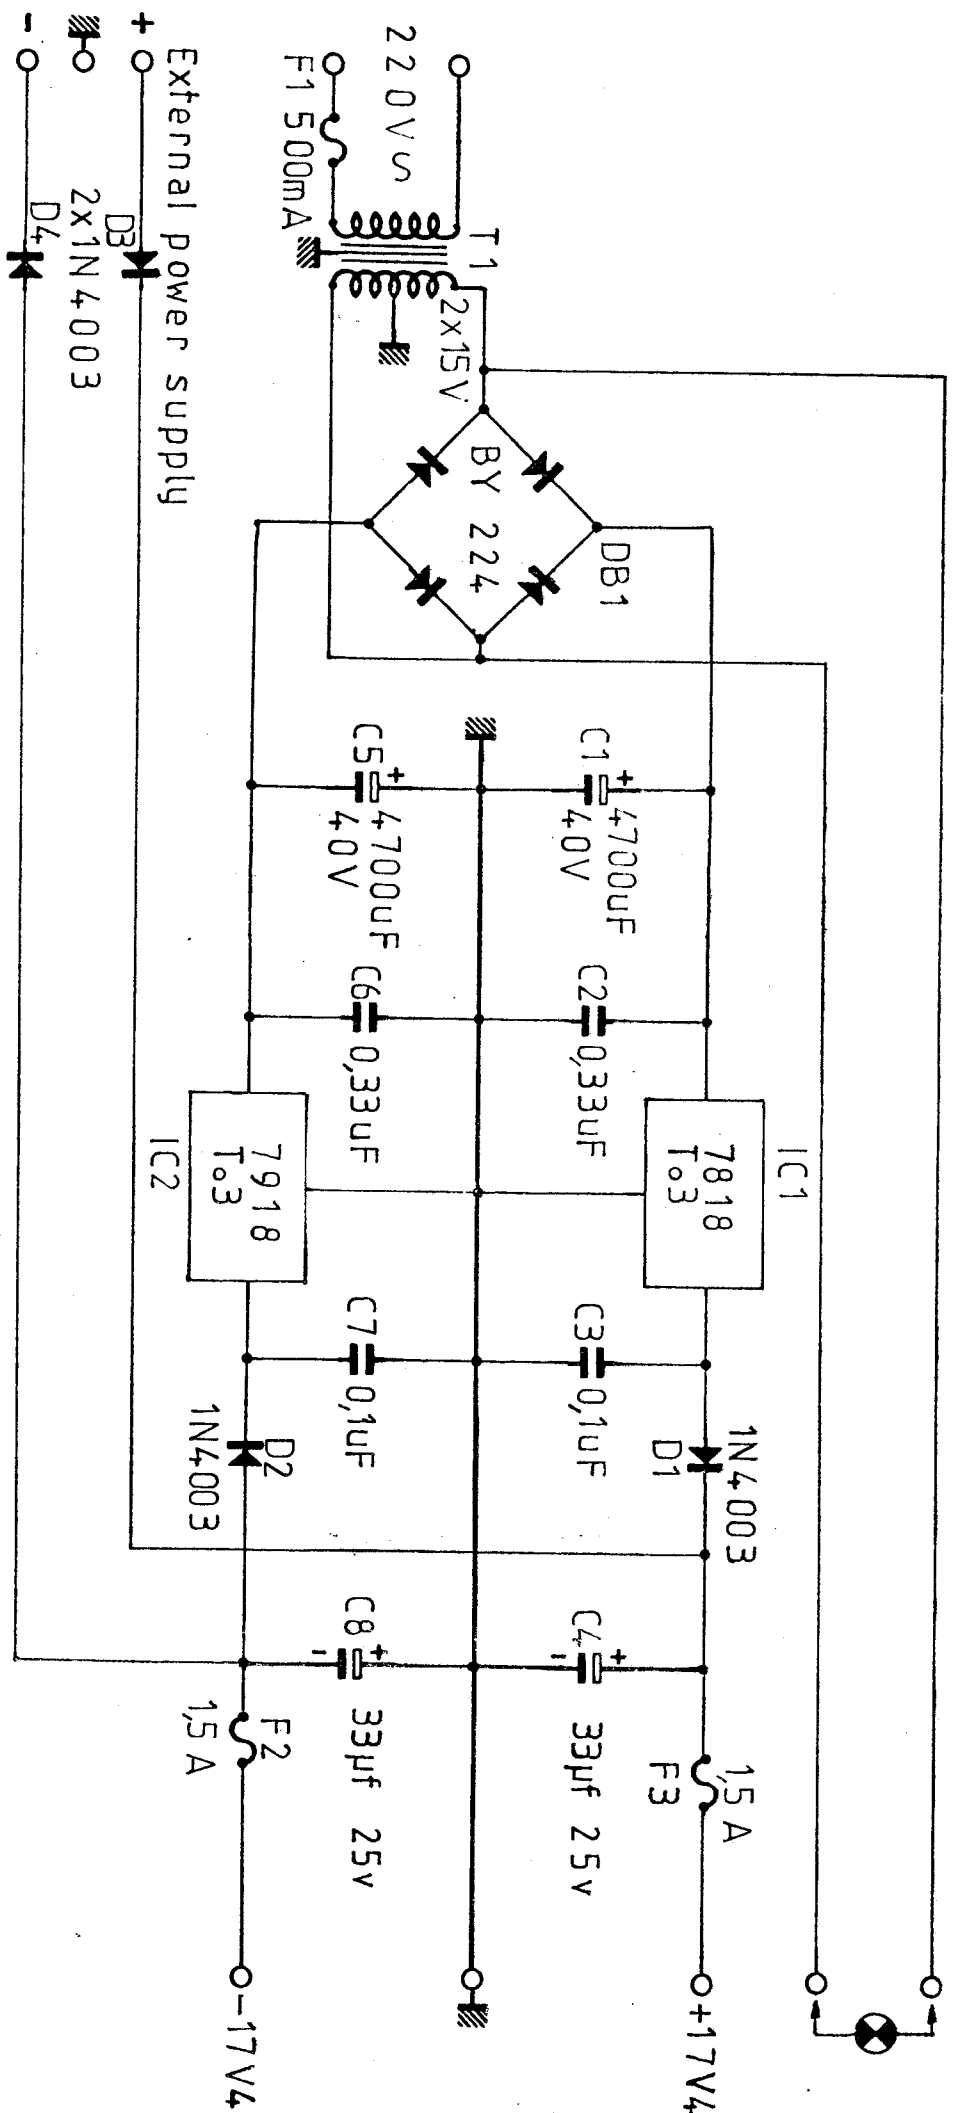 220V~
F1 500mA
T1
2x15V
BY 224
DB1
C1
+
4700uF
40V
C5
+
4700uF
40V
C2
0,33uF
C6
0,33uF
IC1
7818
To3
IC2
7918
To3
C3
0,1uF
C7
0,1uF
1N4003
D1
D2
1N4003
C4
+
-
33µf 25v
C8
+
-
33µf 25v
1,5 A
F3
F2
1,5 A
+17V4
-17V4
External power supply
+
-
D3
2x1N4003
D4